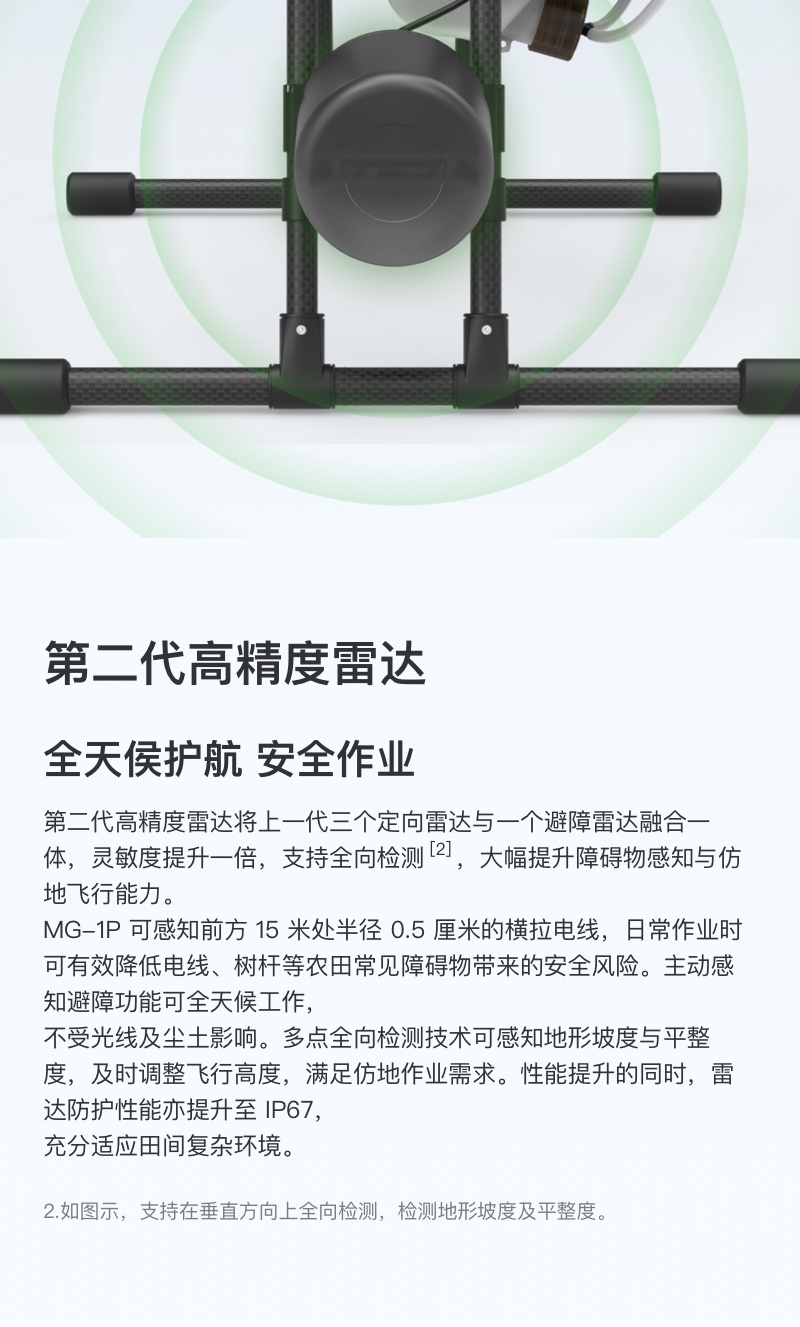 第二代高精度雷达
全天侯护航 安全作业
第二代高精度雷达将上一代三个定向雷达与一个避障雷达融合一
体，灵敏度提升一倍，支持全向检测[2]，大幅提升障碍物感知与仿
地飞行能力。
MG–1P 可感知前方 15 米处半径 0.5 厘米的横拉电线，日常作业时
可有效降低电线、树杆等农田常见障碍物带来的安全风险。主动感
知避障功能可全天候工作，
不受光线及尘土影响。多点全向检测技术可感知地形坡度与平整
度，及时调整飞行高度，满足仿地作业需求。性能提升的同时，雷
达防护性能亦提升至 IP67，
充分适应田间复杂环境。
2.如图示，支持在垂直方向上全向检测，检测地形坡度及平整度。